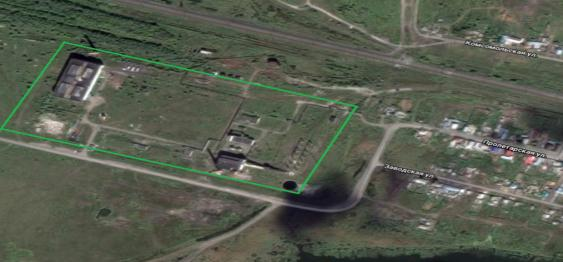 Комсомольская ул.
Пролетарская ул.
Заводская ул.